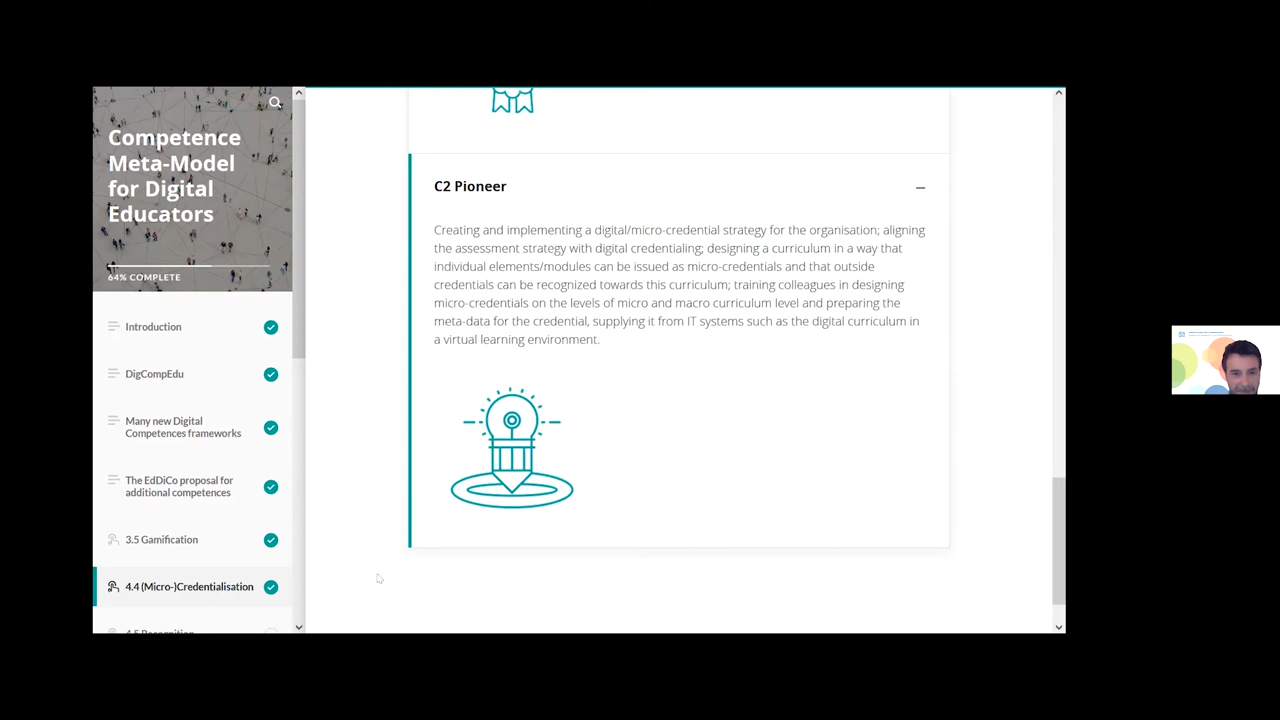 Competence
Meta-Model
for Digital
Educators
64% COMPLETE
Introduction
DigCompEdu
Many new Digital
Competences frameworks
The EdDiCo proposal for
additional competences
3.5 Gamification
4.4 (Micro-)Credentialisation
4.5 Recognition
C2 Pioneer
Creating and implementing a digital/micro-credential strategy for the organisation; aligning
the assessment strategy with digital credentialing; designing a curriculum in a way that
individual elements/modules can be issued as micro-credentials and that outside
credentials can be recognized towards this curriculum; training colleagues in designing
micro-credentials on the levels of micro and macro curriculum level and preparing the
meta-data for the credential, supplying it from IT systems such as the digital curriculum in
a virtual learning environment.